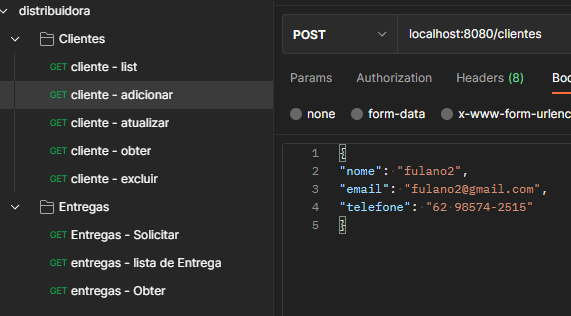 distribuidora
Clientes
GET cliente - list
GET cliente - adicionar
GET cliente - atualizar
GET cliente - obter
GET cliente - excluir
Entregas
GET Entregas - Solicitar
GET entregas - lista de Entrega
GET entregas - Obter
POST localhost:8080/clientes
Params Authorization Headers (8) Bo
none form-data x-www-form-urlenc
1 {
2 "nome": "fulano2",
3 "email": "fulano2@gmail.com",
4 "telefone": "62 98574-2515"
5 }